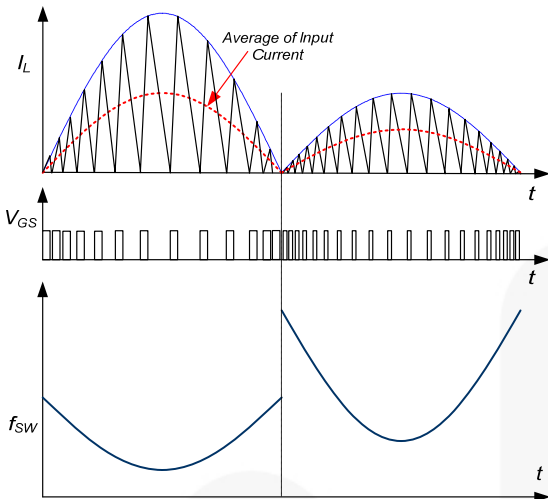 Average of Input
Current
I_L
t
V_GS
t
f_SW
t